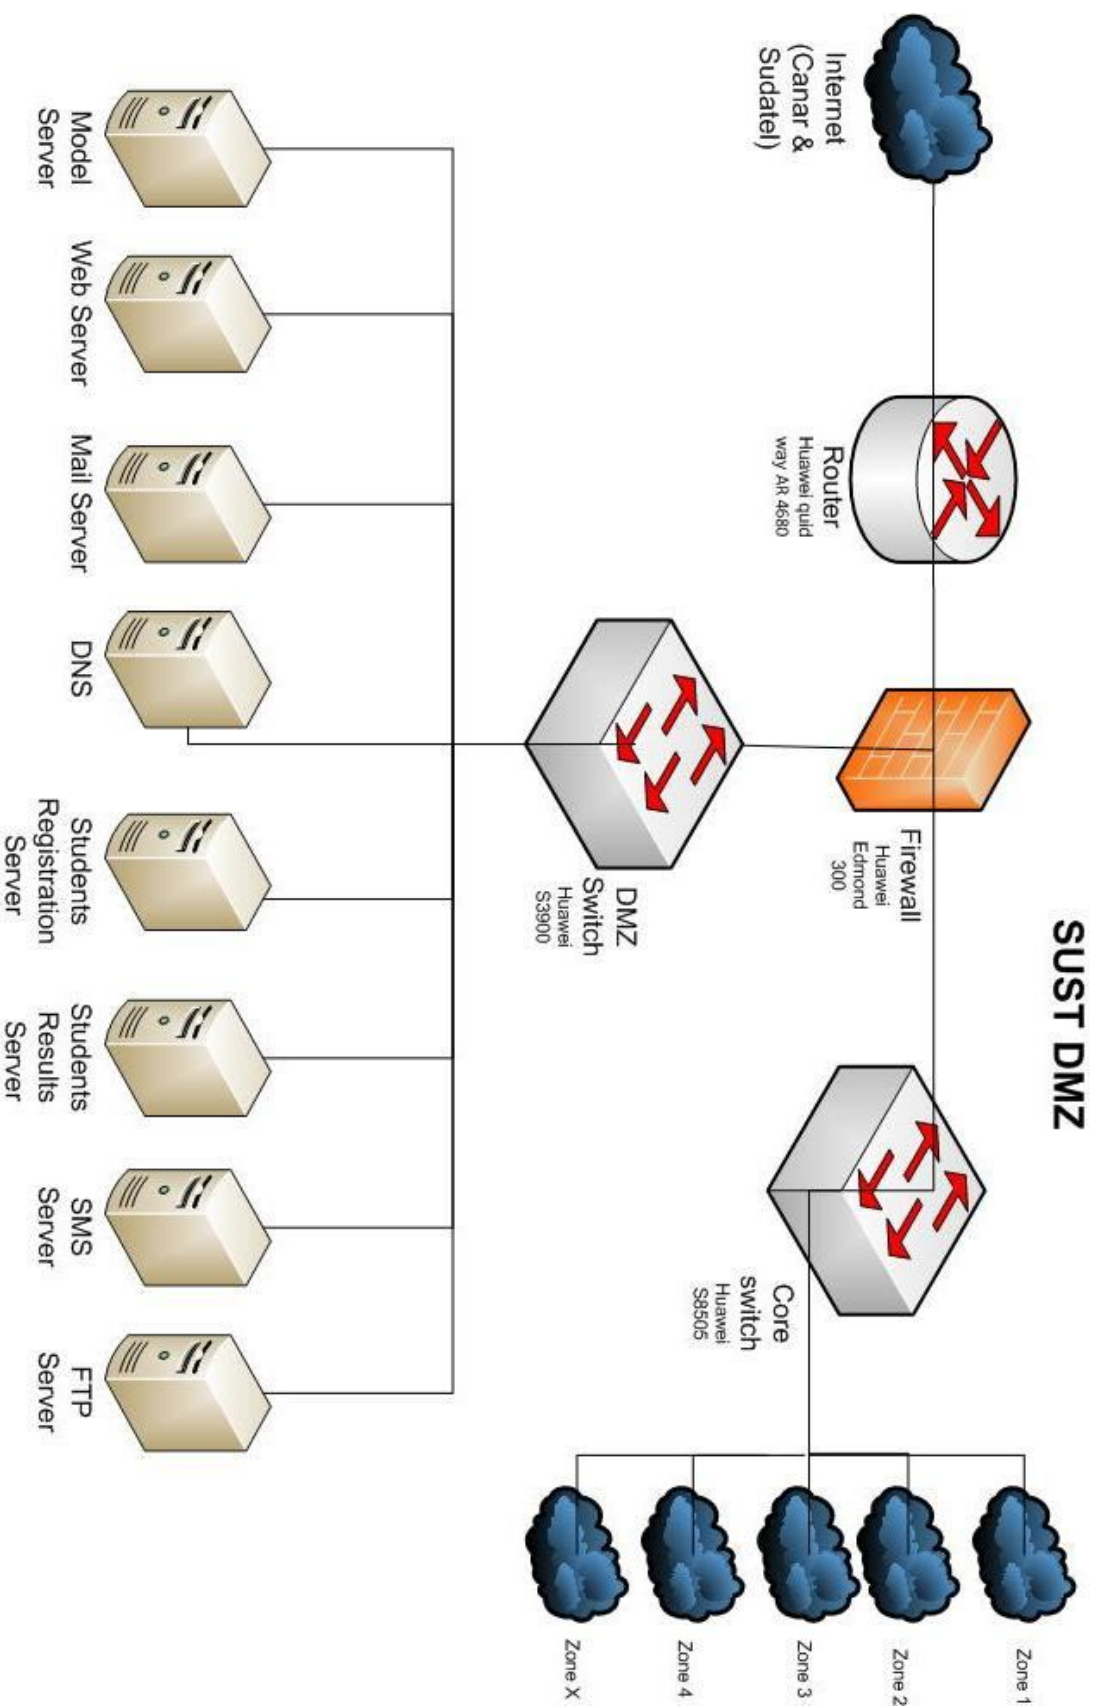 SUST DMZ
Internet
(Canar &
Sudatel)
Router
Huawei quid
way AR 4680
Firewall
Huawei
Edmond
300
DMZ
Switch
Huawei
S3900
Core
switch
Huawei
S8505
Zone 1
Zone 2
Zone 3
Zone 4
Zone X
Model
Server
Web Server
Mail Server
DNS
Students
Registration
Server
Students
Results
Server
SMS
Server
FTP
Server